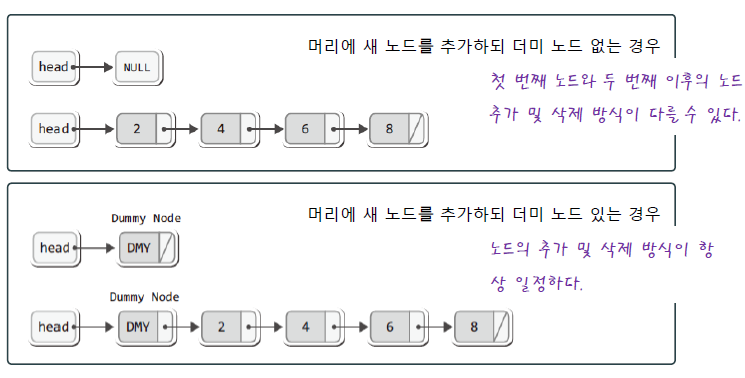 머리에 새 노드를 추가하되 더미 노드 없는 경우
head NULL
첫 번째 노드와 두 번째 이후의 노드
추가 및 삭제 방식이 다를 수 있다.
head 2 4 6 8
머리에 새 노드를 추가하되 더미 노드 있는 경우
Dummy Node
head DMY
노드의 추가 및 삭제 방식이 항
상 일정하다.
Dummy Node
head DMY 2 4 6 8